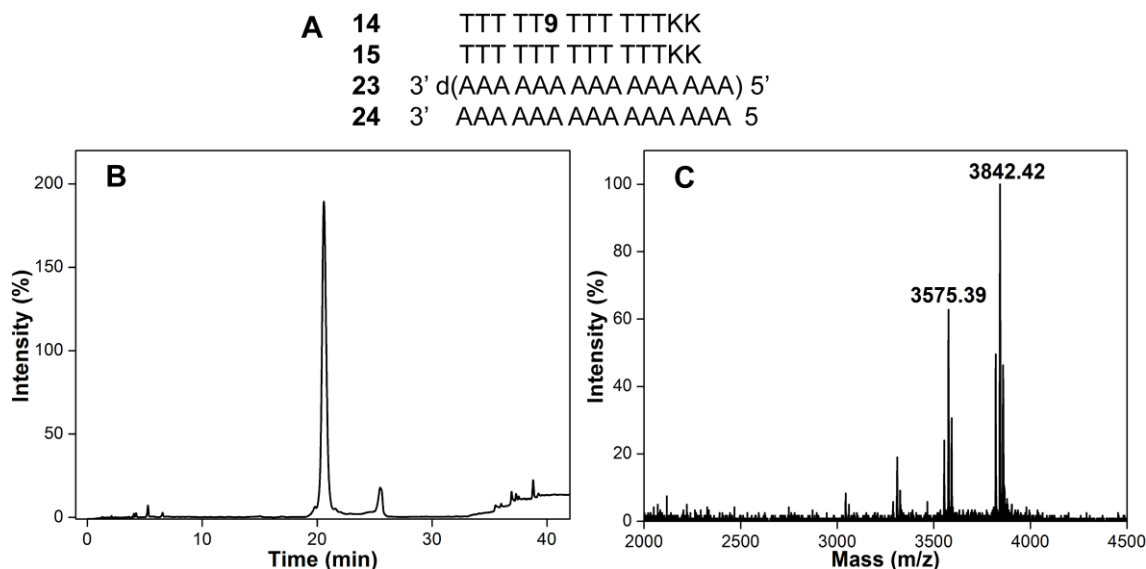 A
14 TTT TT9 TTT TTTKK
15 TTT TTT TTT TTTKK
23 3' d(AAA AAA AAA AAA AAA) 5'
24 3' AAA AAA AAA AAA AAA 5
B
200
150
100
50
0
Intensity (%)
0 10 20 30 40
Time (min)
C
3842.42
3575.39
100
80
60
40
20
0
Intensity (%)
2000 2500 3000 3500 4000 4500
Mass (m/z)